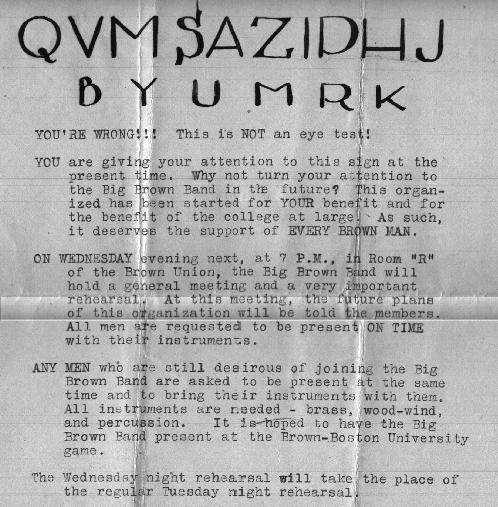 QVMSAZIDHJ
BYUMRK
YOU'RE WRONG!!! This is NOT an eye test!
YOU are giving your attention to this sign at the
present time. Why not turn your attention to
the Big Brown Band in the future? This organ-
ized has been started for YOUR benefit and for
the benefit of the college at large. As such,
it deserves the support of EVERY BROWN MAN.
ON WEDNESDAY evening next, at 7 P.M., in Room "R"
of the Brown Union, the Big Brown Band will
hold a general meeting and a very important
rehearsal. At this meeting, the future plans
of this organization will be told the members.
All men are requested to be present ON TIME
with their instruments.
ANY MEN who are still desirous of joining the Big
Brown Band are asked to be present at the same
time and to bring their instruments with them.
All instruments are needed - brass, wood-wind,
and percussion. It is hoped to have the Big
Brown Band present at the Brown-Boston University
game.
The Wednesday night rehearsal will take the place of
the regular Tuesday night rehearsal.